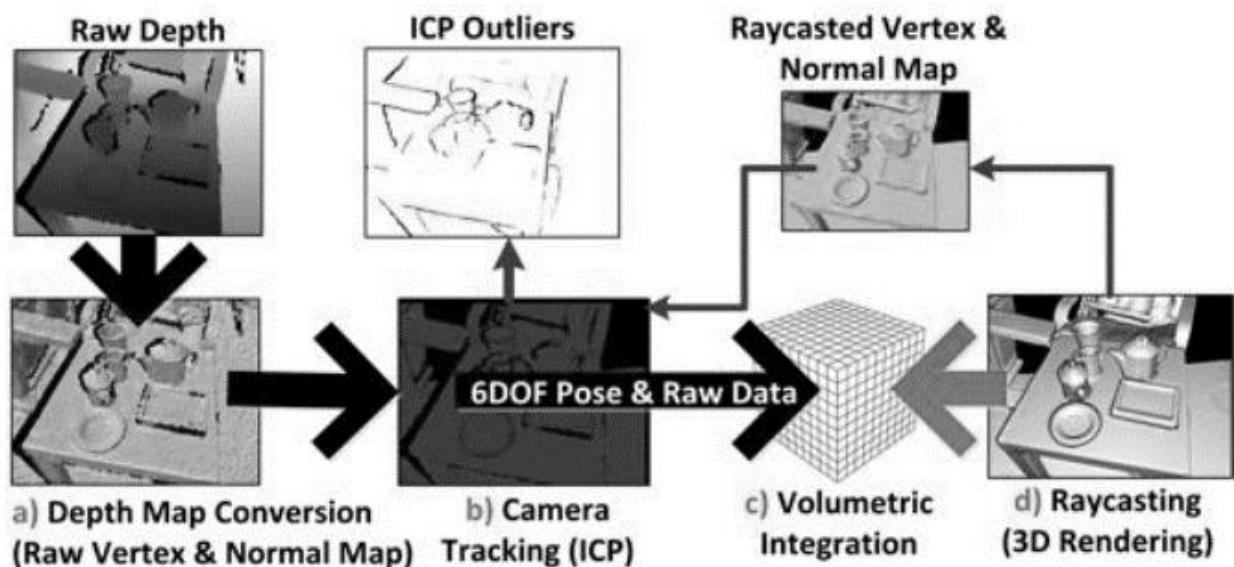 Raw Depth
ICP Outliers
Raycasted Vertex &
Normal Map
6DOF Pose & Raw Data
a) Depth Map Conversion
(Raw Vertex & Normal Map)
b) Camera
Tracking (ICP)
c) Volumetric
Integration
d) Raycasting
(3D Rendering)